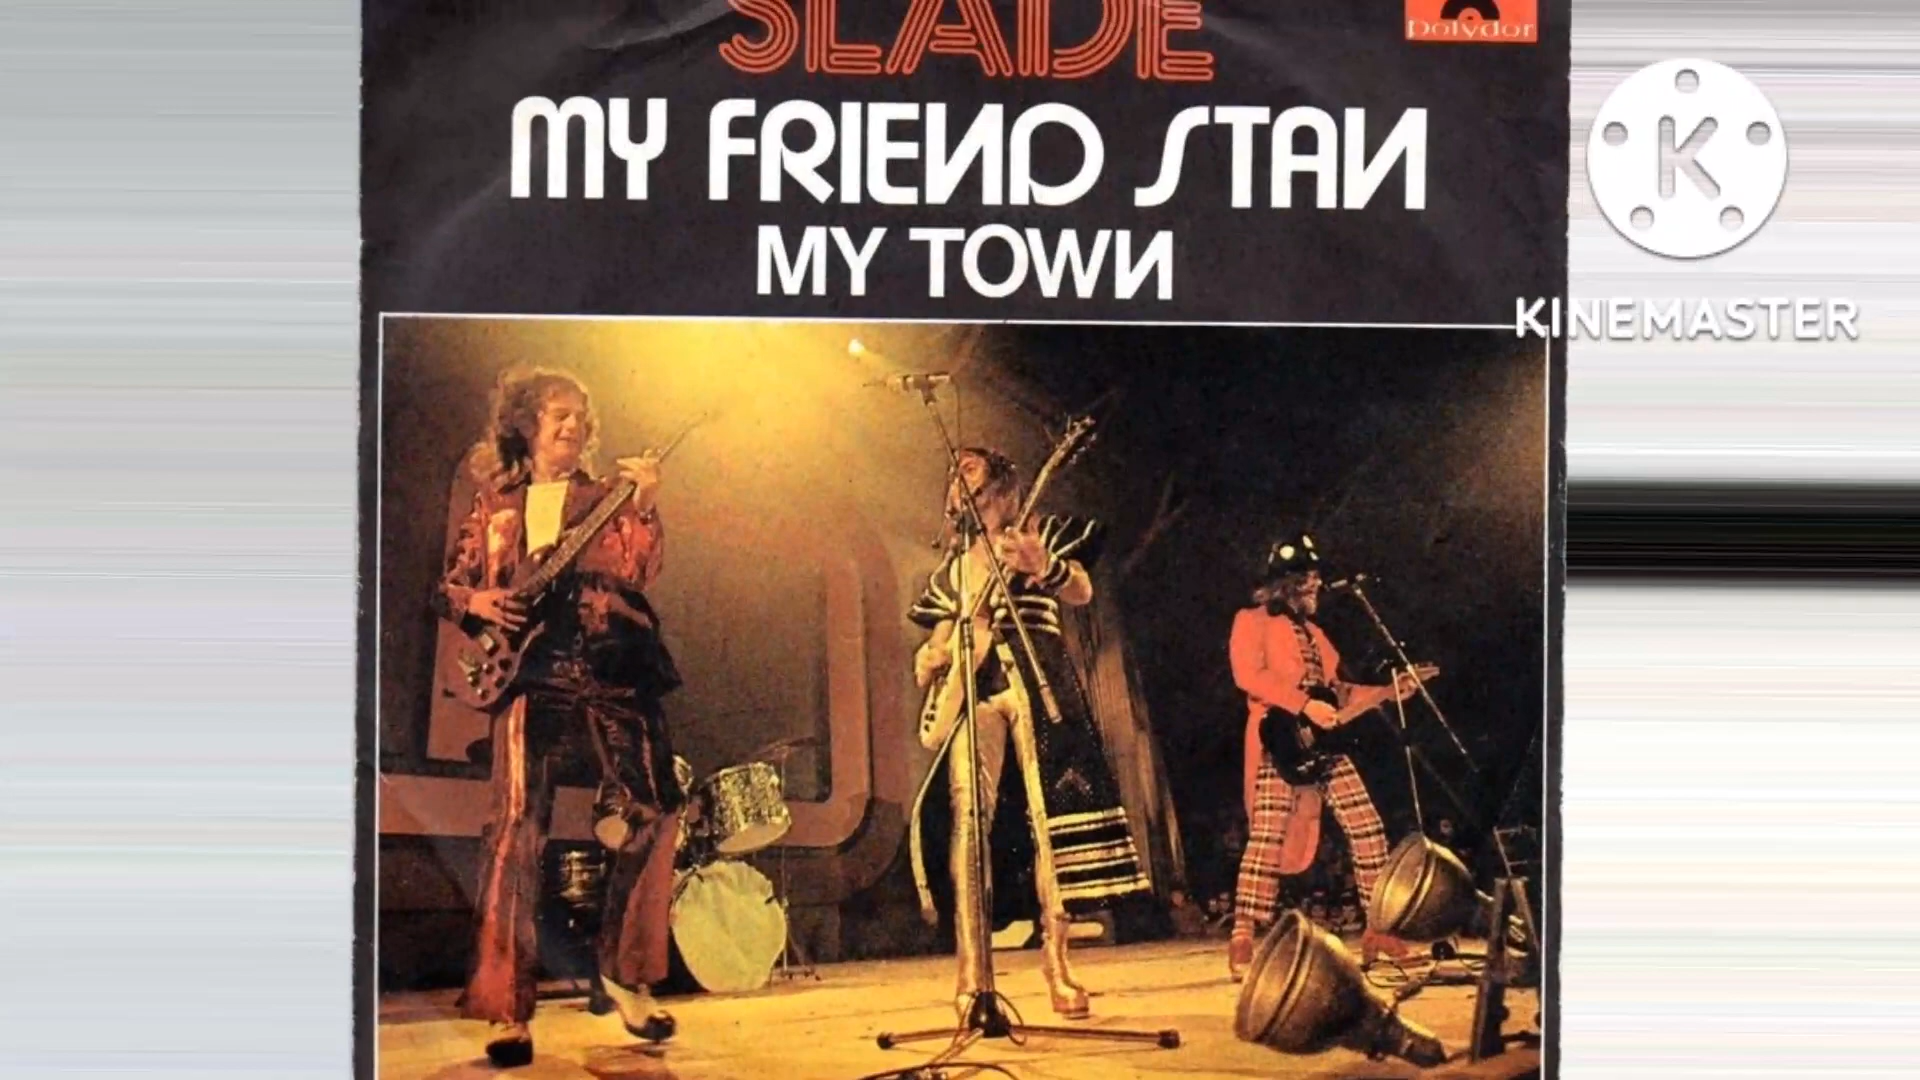 SLADE
polydor
MY FRIEND STAN
MY TOWN
K
KINEMASTER